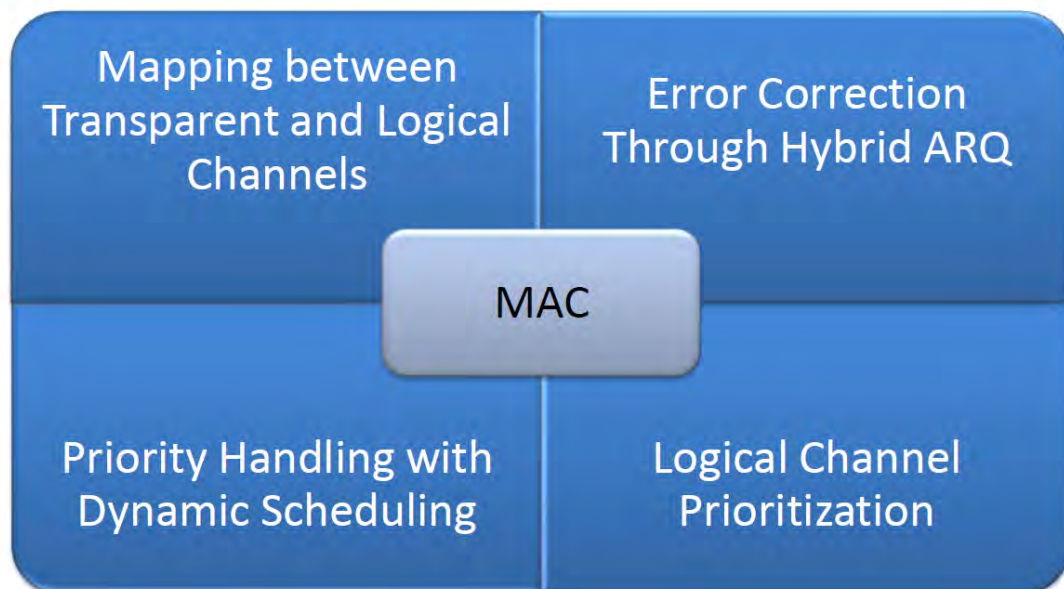 Mapping between
Transparent and Logical
Channels
Error Correction
Through Hybrid ARQ
MAC
Priority Handling with
Dynamic Scheduling
Logical Channel
Prioritization